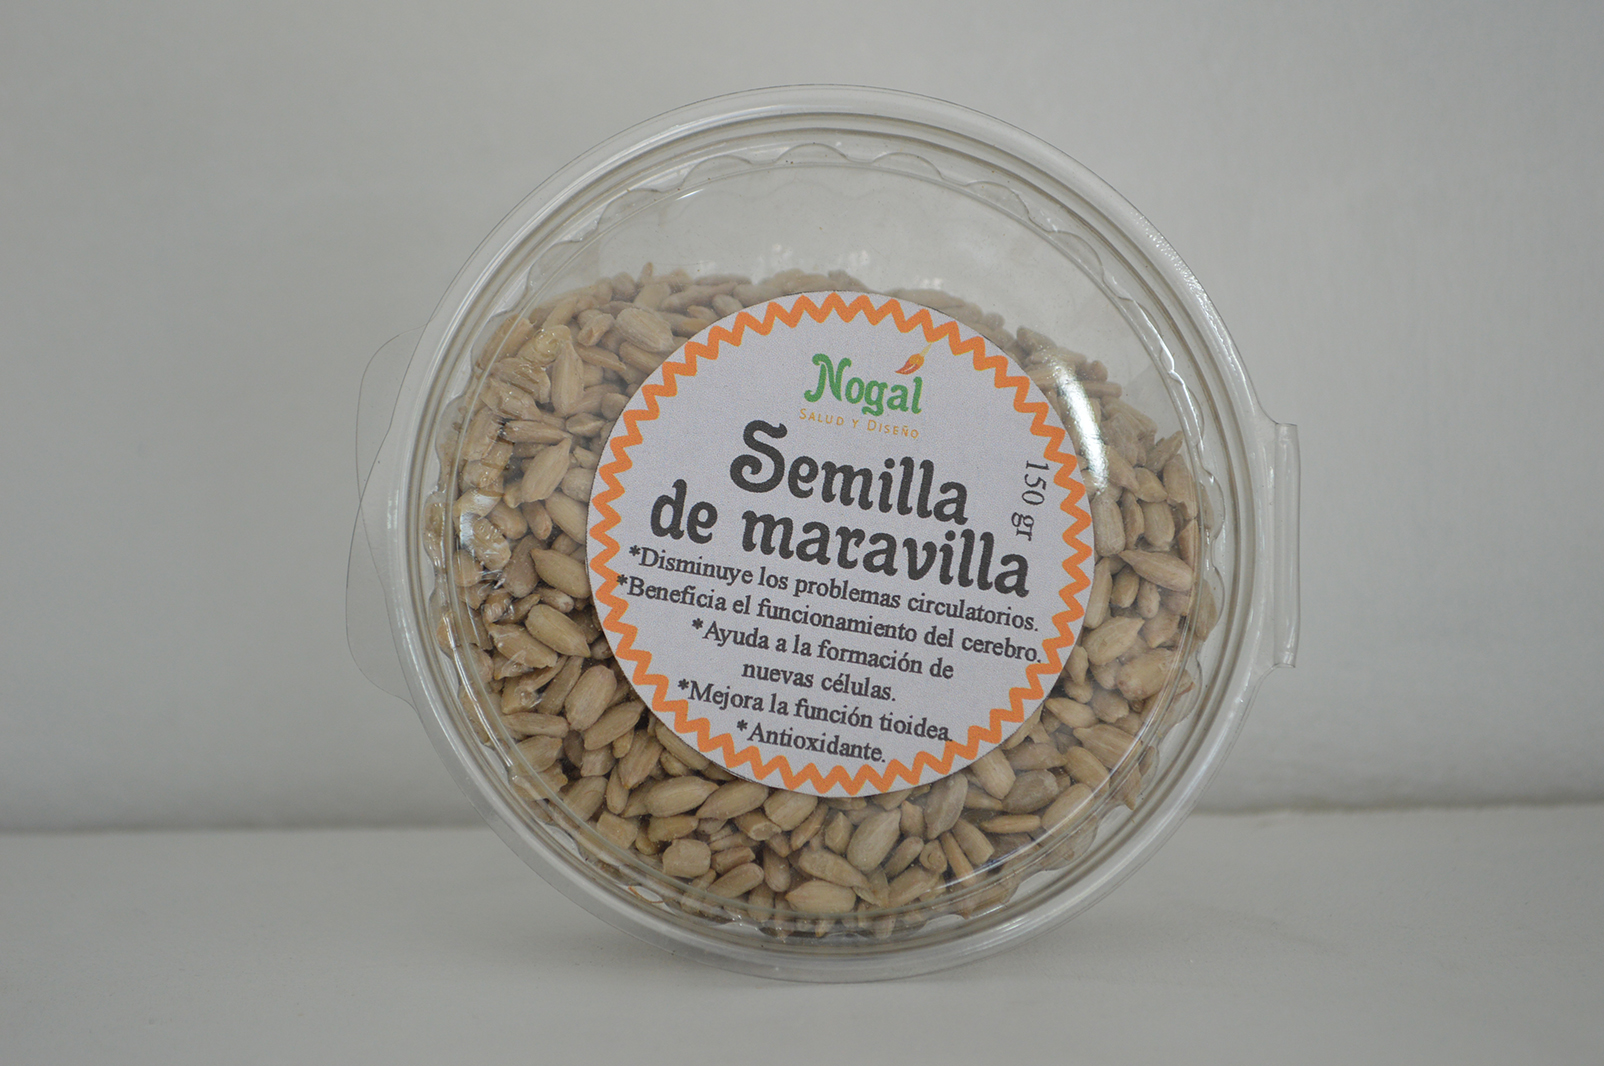 Nogal
SALUD Y DISEÑO
Semilla
de maravilla
150 gr
*Disminuye los problemas circulatorios.
*Beneficia el funcionamiento del cerebro.
*Ayuda a la formación de
nuevas células.
*Mejora la función tioidea.
*Antioxidante.